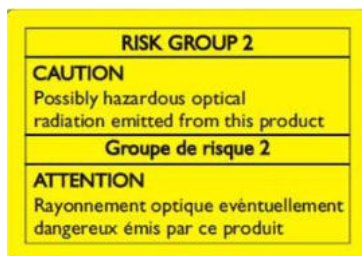 RISK GROUP 2
CAUTION
Possibly hazardous optical
radiation emitted from this product
Groupe de risque 2
ATTENTION
Rayonnement optique evéntuellement
dangereux émis par ce produit